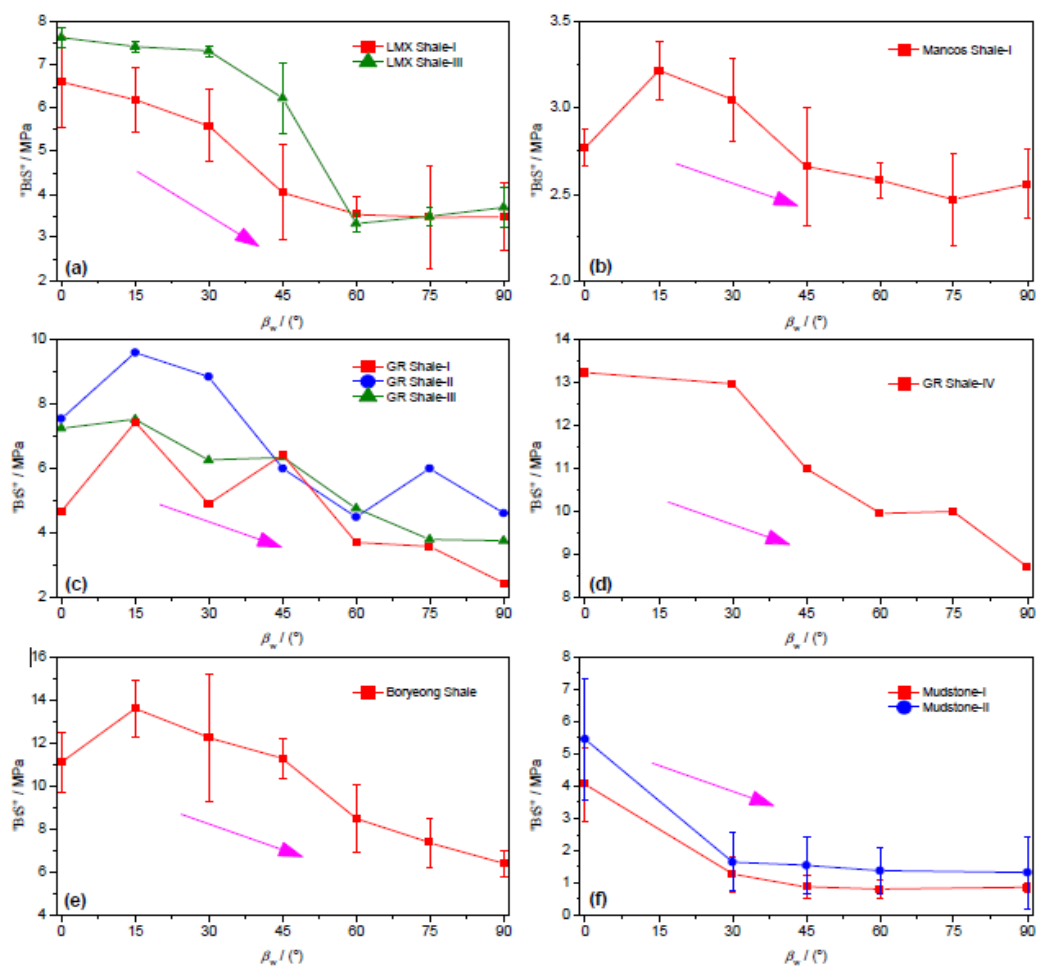 8
7
6
5
4
3
2
"BtS" / MPa
LMX Shale-I
LMX Shale-III
(a)
0 15 30 45 60 75 90
βw / (°)
3.5
3.0
2.5
2.0
"BtS" / MPa
Mancos Shale-I
(b)
0 15 30 45 60 75 90
βw / (°)
10
8
6
4
2
"BtS" / MPa
GR Shale-I
GR Shale-II
GR Shale-III
(c)
0 15 30 45 60 75 90
βw / (°)
14
13
12
11
10
9
8
"BtS" / MPa
GR Shale-IV
(d)
0 15 30 45 60 75 90
βw / (°)
16
14
12
10
8
6
4
"BtS" / MPa
Boryeong Shale
(e)
0 15 30 45 60 75 90
βw / (°)
8
7
6
5
4
3
2
1
0
"BtS" / MPa
Mudstone-I
Mudstone-II
(f)
0 15 30 45 60 75 90
βw / (°)